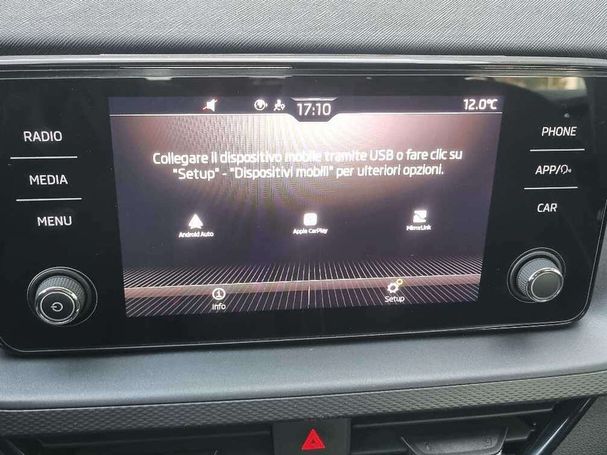 17:10
12.0°C
RADIO
MEDIA
MENU
PHONE
APP/
CAR
Collegare il dispositivo mobile tramite USB o fare clic su
"Setup" - "Dispositivi mobili" per ulteriori opzioni.
Android Auto
Apple CarPlay
MirrorLink
Info
Setup